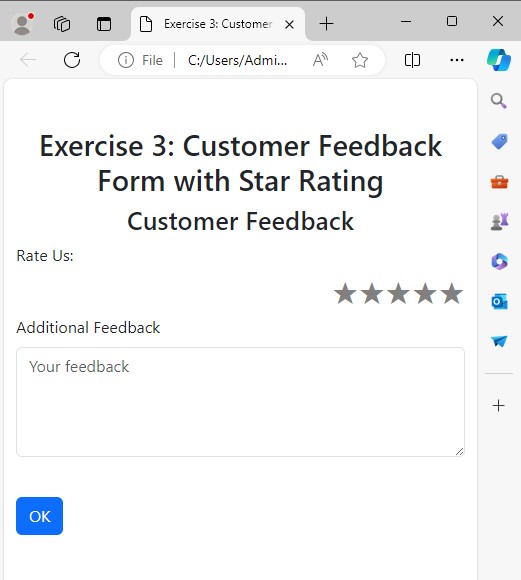 Exercise 3: Customer
File
C:/Users/Admi...
Exercise 3: Customer Feedback
Form with Star Rating
Customer Feedback
Rate Us:
Additional Feedback
Your feedback
OK